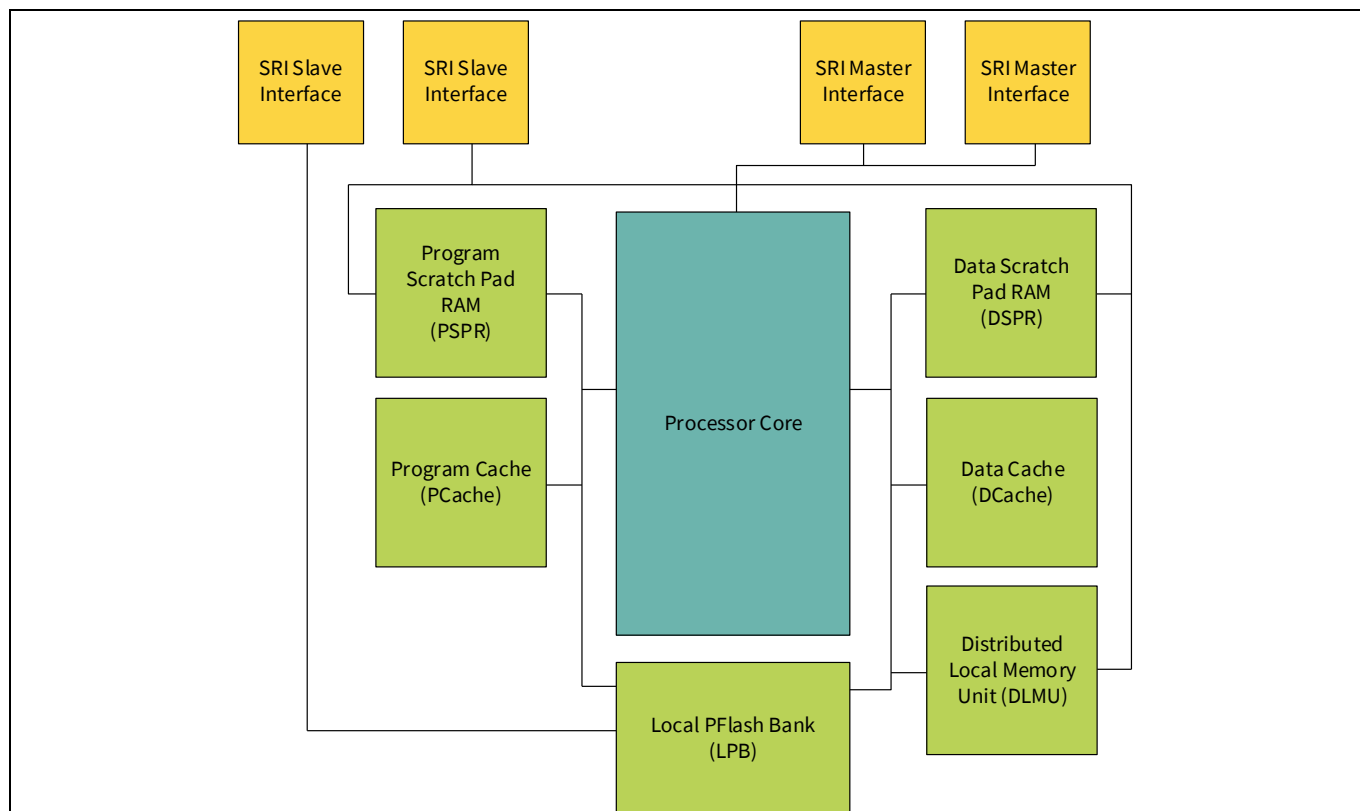 SRI Slave
Interface
SRI Slave
Interface
SRI Master
Interface
SRI Master
Interface
Program
Scratch Pad
RAM
(PSPR)
Processor Core
Data Scratch
Pad RAM
(DSPR)
Program Cache
(PCache)
Data Cache
(DCache)
Local PFlash Bank
(LPB)
Distributed
Local Memory
Unit (DLMU)